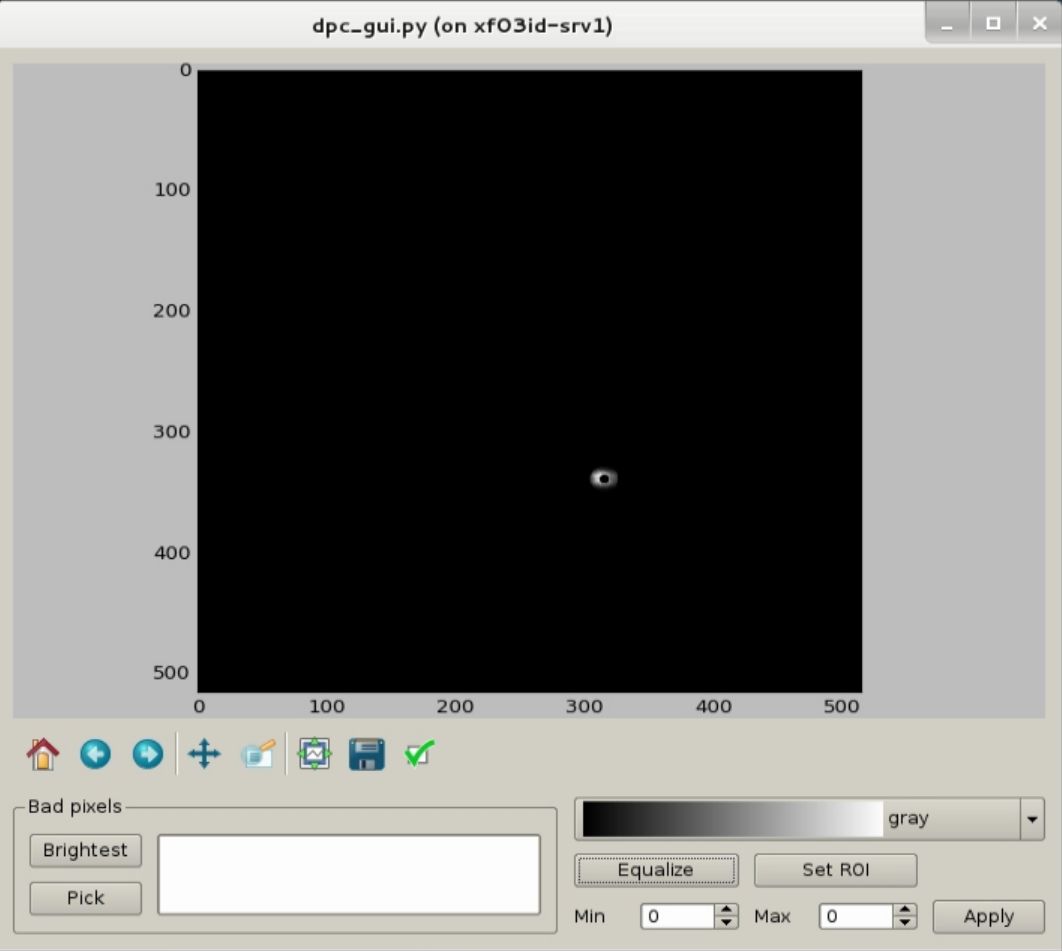 dpc_gui.py (on xf03id-srv1)
0
100
200
300
400
500
0 100 200 300 400 500
Bad pixels
Brightest
Pick
gray
Equalize Set ROI
Min 0 Max 0 Apply